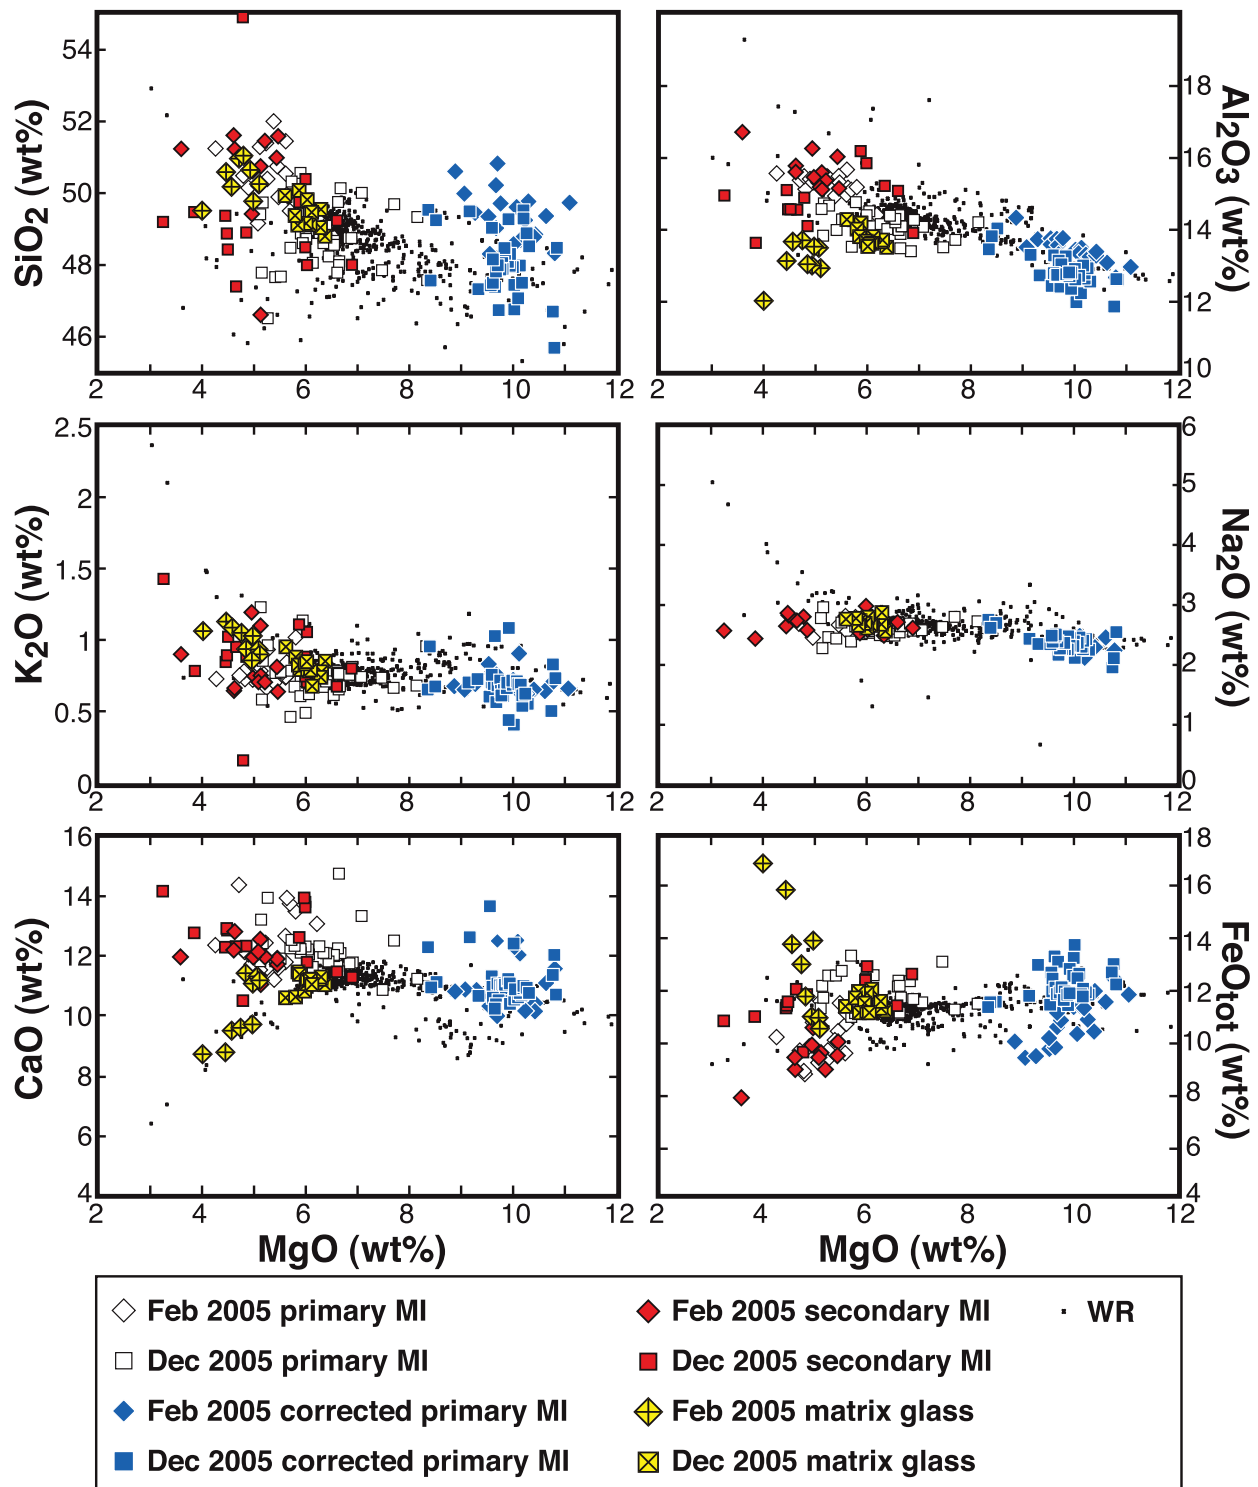 SiO2 (wt%)
54
52
50
48
46
2 4 6 8 10 12
Al2O3 (wt%)
18
16
14
12
10
2 4 6 8 10 12
K2O (wt%)
2.5
2
1.5
1
0.5
0
2 4 6 8 10 12
Na2O (wt%)
6
5
4
3
2
1
0
2 4 6 8 10 12
CaO (wt%)
16
14
12
10
8
6
4
2 4 6 8 10 12
MgO (wt%)
FeOtot (wt%)
18
16
14
12
10
8
6
4
2 4 6 8 10 12
MgO (wt%)
Feb 2005 primary MI
Dec 2005 primary MI
Feb 2005 corrected primary MI
Dec 2005 corrected primary MI
Feb 2005 secondary MI
Dec 2005 secondary MI
Feb 2005 matrix glass
Dec 2005 matrix glass
WR